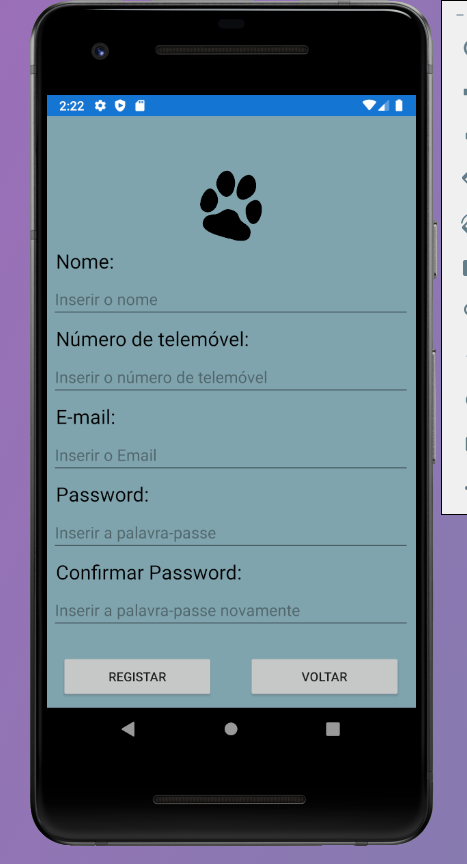 2:22
Nome:
Inserir o nome
Número de telemóvel:
Inserir o número de telemóvel
E-mail:
Inserir o Email
Password:
Inserir a palavra-passe
Confirmar Password:
Inserir a palavra-passe novamente
REGISTAR VOLTAR